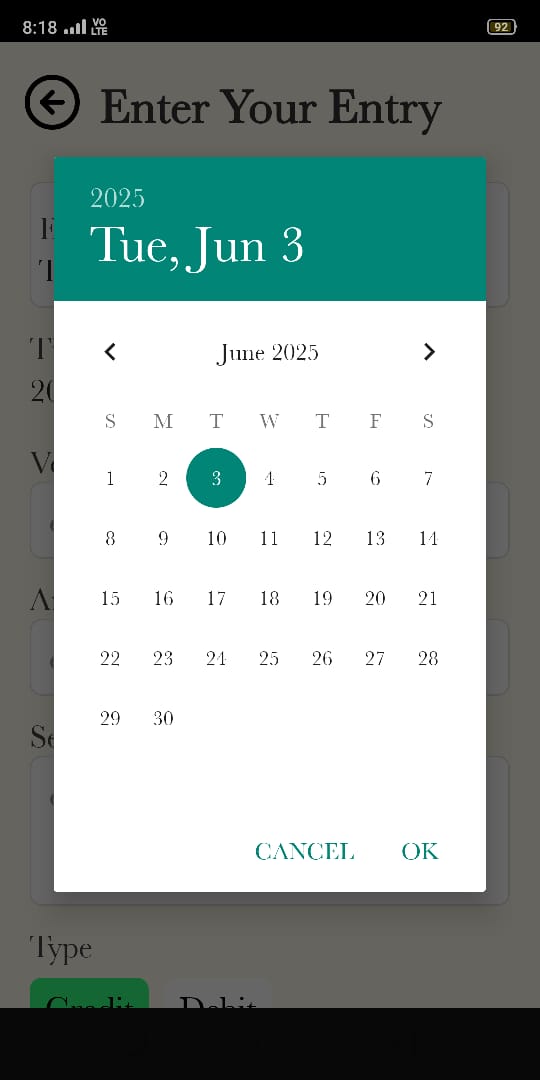 8:18 VO LTE 92
Enter Your Entry
2025
Tue, Jun 3
June 2025
S M T W T F S
1 2 3 4 5 6 7
8 9 10 11 12 13 14
15 16 17 18 19 20 21
22 23 24 25 26 27 28
29 30
CANCEL OK
Type
Credit Debit